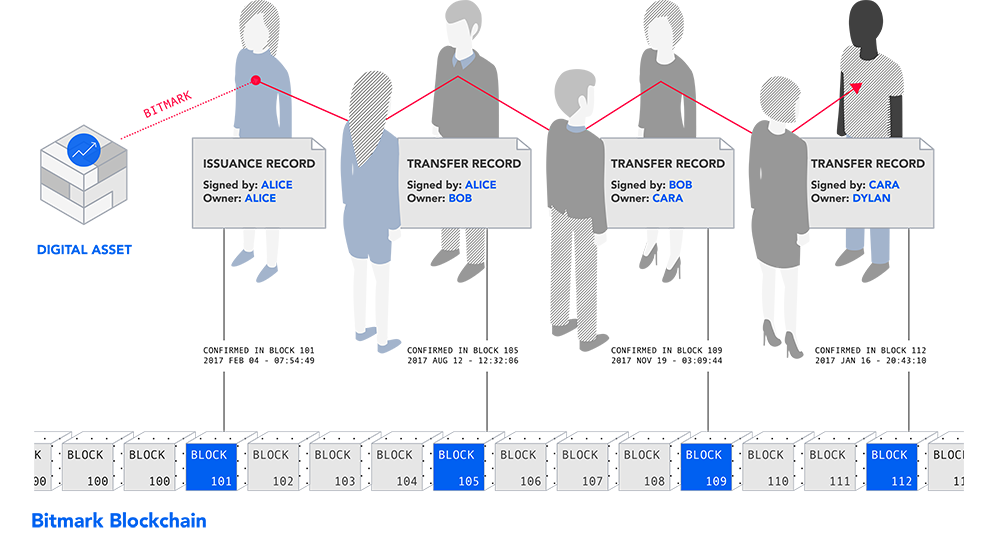 BITMARK
ISSUANCE RECORD
Signed by: ALICE
Owner: ALICE
TRANSFER RECORD
Signed by: ALICE
Owner: BOB
TRANSFER RECORD
Signed by: BOB
Owner: CARA
TRANSFER RECORD
Signed by: CARA
Owner: DYLAN
DIGITAL ASSET
CONFIRMED IN BLOCK 101
2017 FEB 04 - 07:54:49
CONFIRMED IN BLOCK 105
2017 AUG 12 - 12:32:06
CONFIRMED IN BLOCK 109
2017 NOV 19 - 03:09:44
CONFIRMED IN BLOCK 112
2017 JAN 16 - 20:43:10
K
00
BLOCK
100
BLOCK
100
BLOCK
101
BLOCK
102
BLOCK
103
BLOCK
104
BLOCK
105
BLOCK
106
BLOCK
107
BLOCK
108
BLOCK
109
BLOCK
110
BLOCK
111
BLOCK
112
BLOCK
11
Bitmark Blockchain